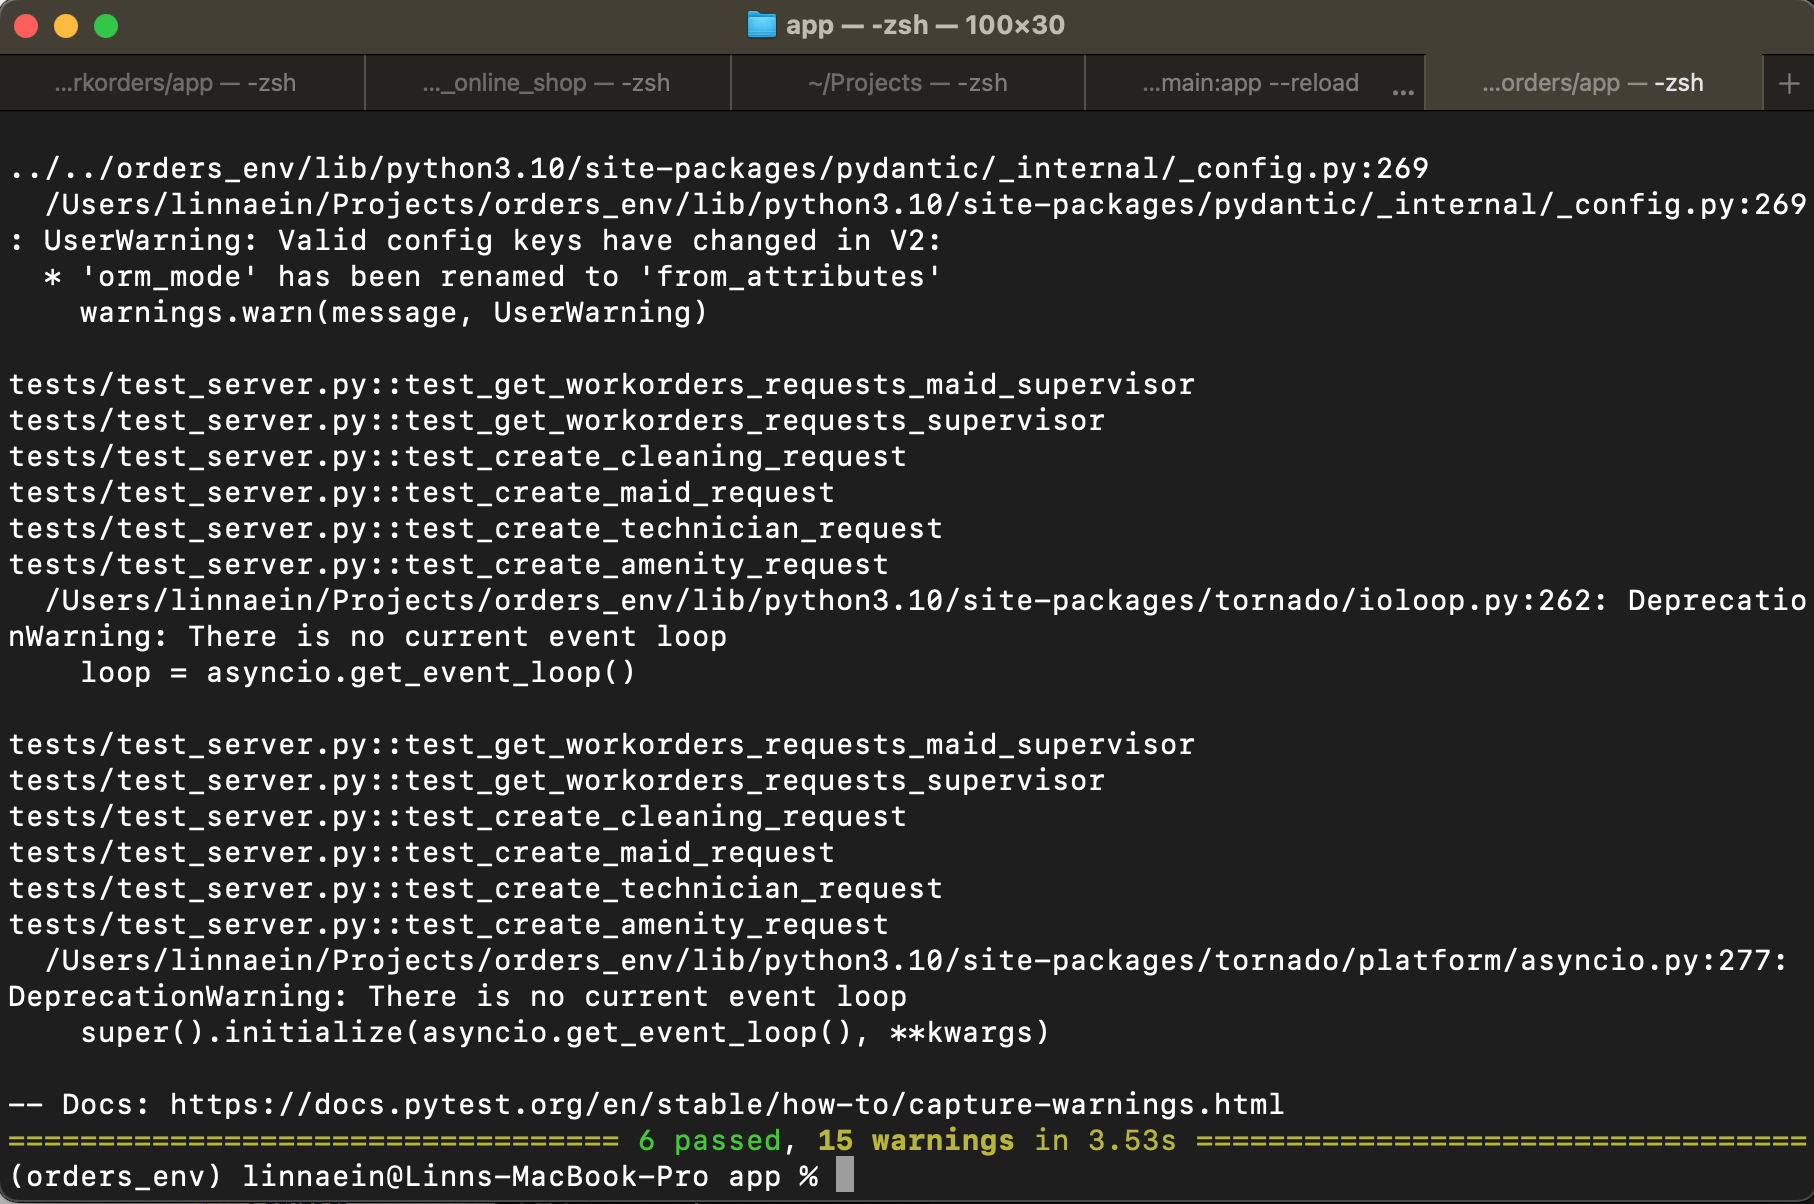 app — -zsh — 100×30
...rkorders/app — -zsh ..._online_shop — -zsh ~/Projects — -zsh ...main:app --reload ... ...orders/app — -zsh +
../../orders_env/lib/python3.10/site-packages/pydantic/_internal/_config.py:269
  /Users/linnaein/Projects/orders_env/lib/python3.10/site-packages/pydantic/_internal/_config.py:269
: UserWarning: Valid config keys have changed in V2:
  * 'orm_mode' has been renamed to 'from_attributes'
    warnings.warn(message, UserWarning)
tests/test_server.py::test_get_workorders_requests_maid_supervisor
tests/test_server.py::test_get_workorders_requests_supervisor
tests/test_server.py::test_create_cleaning_request
tests/test_server.py::test_create_maid_request
tests/test_server.py::test_create_technician_request
tests/test_server.py::test_create_amenity_request
  /Users/linnaein/Projects/orders_env/lib/python3.10/site-packages/tornado/ioloop.py:262: Deprecatio
nWarning: There is no current event loop
    loop = asyncio.get_event_loop()
tests/test_server.py::test_get_workorders_requests_maid_supervisor
tests/test_server.py::test_get_workorders_requests_supervisor
tests/test_server.py::test_create_cleaning_request
tests/test_server.py::test_create_maid_request
tests/test_server.py::test_create_technician_request
tests/test_server.py::test_create_amenity_request
  /Users/linnaein/Projects/orders_env/lib/python3.10/site-packages/tornado/platform/asyncio.py:277:
DeprecationWarning: There is no current event loop
    super().initialize(asyncio.get_event_loop(), **kwargs)
-- Docs: https://docs.pytest.org/en/stable/how-to/capture-warnings.html
================================== 6 passed, 15 warnings in 3.53s ==================================
(orders_env) linnaein@Linns-MacBook-Pro app %